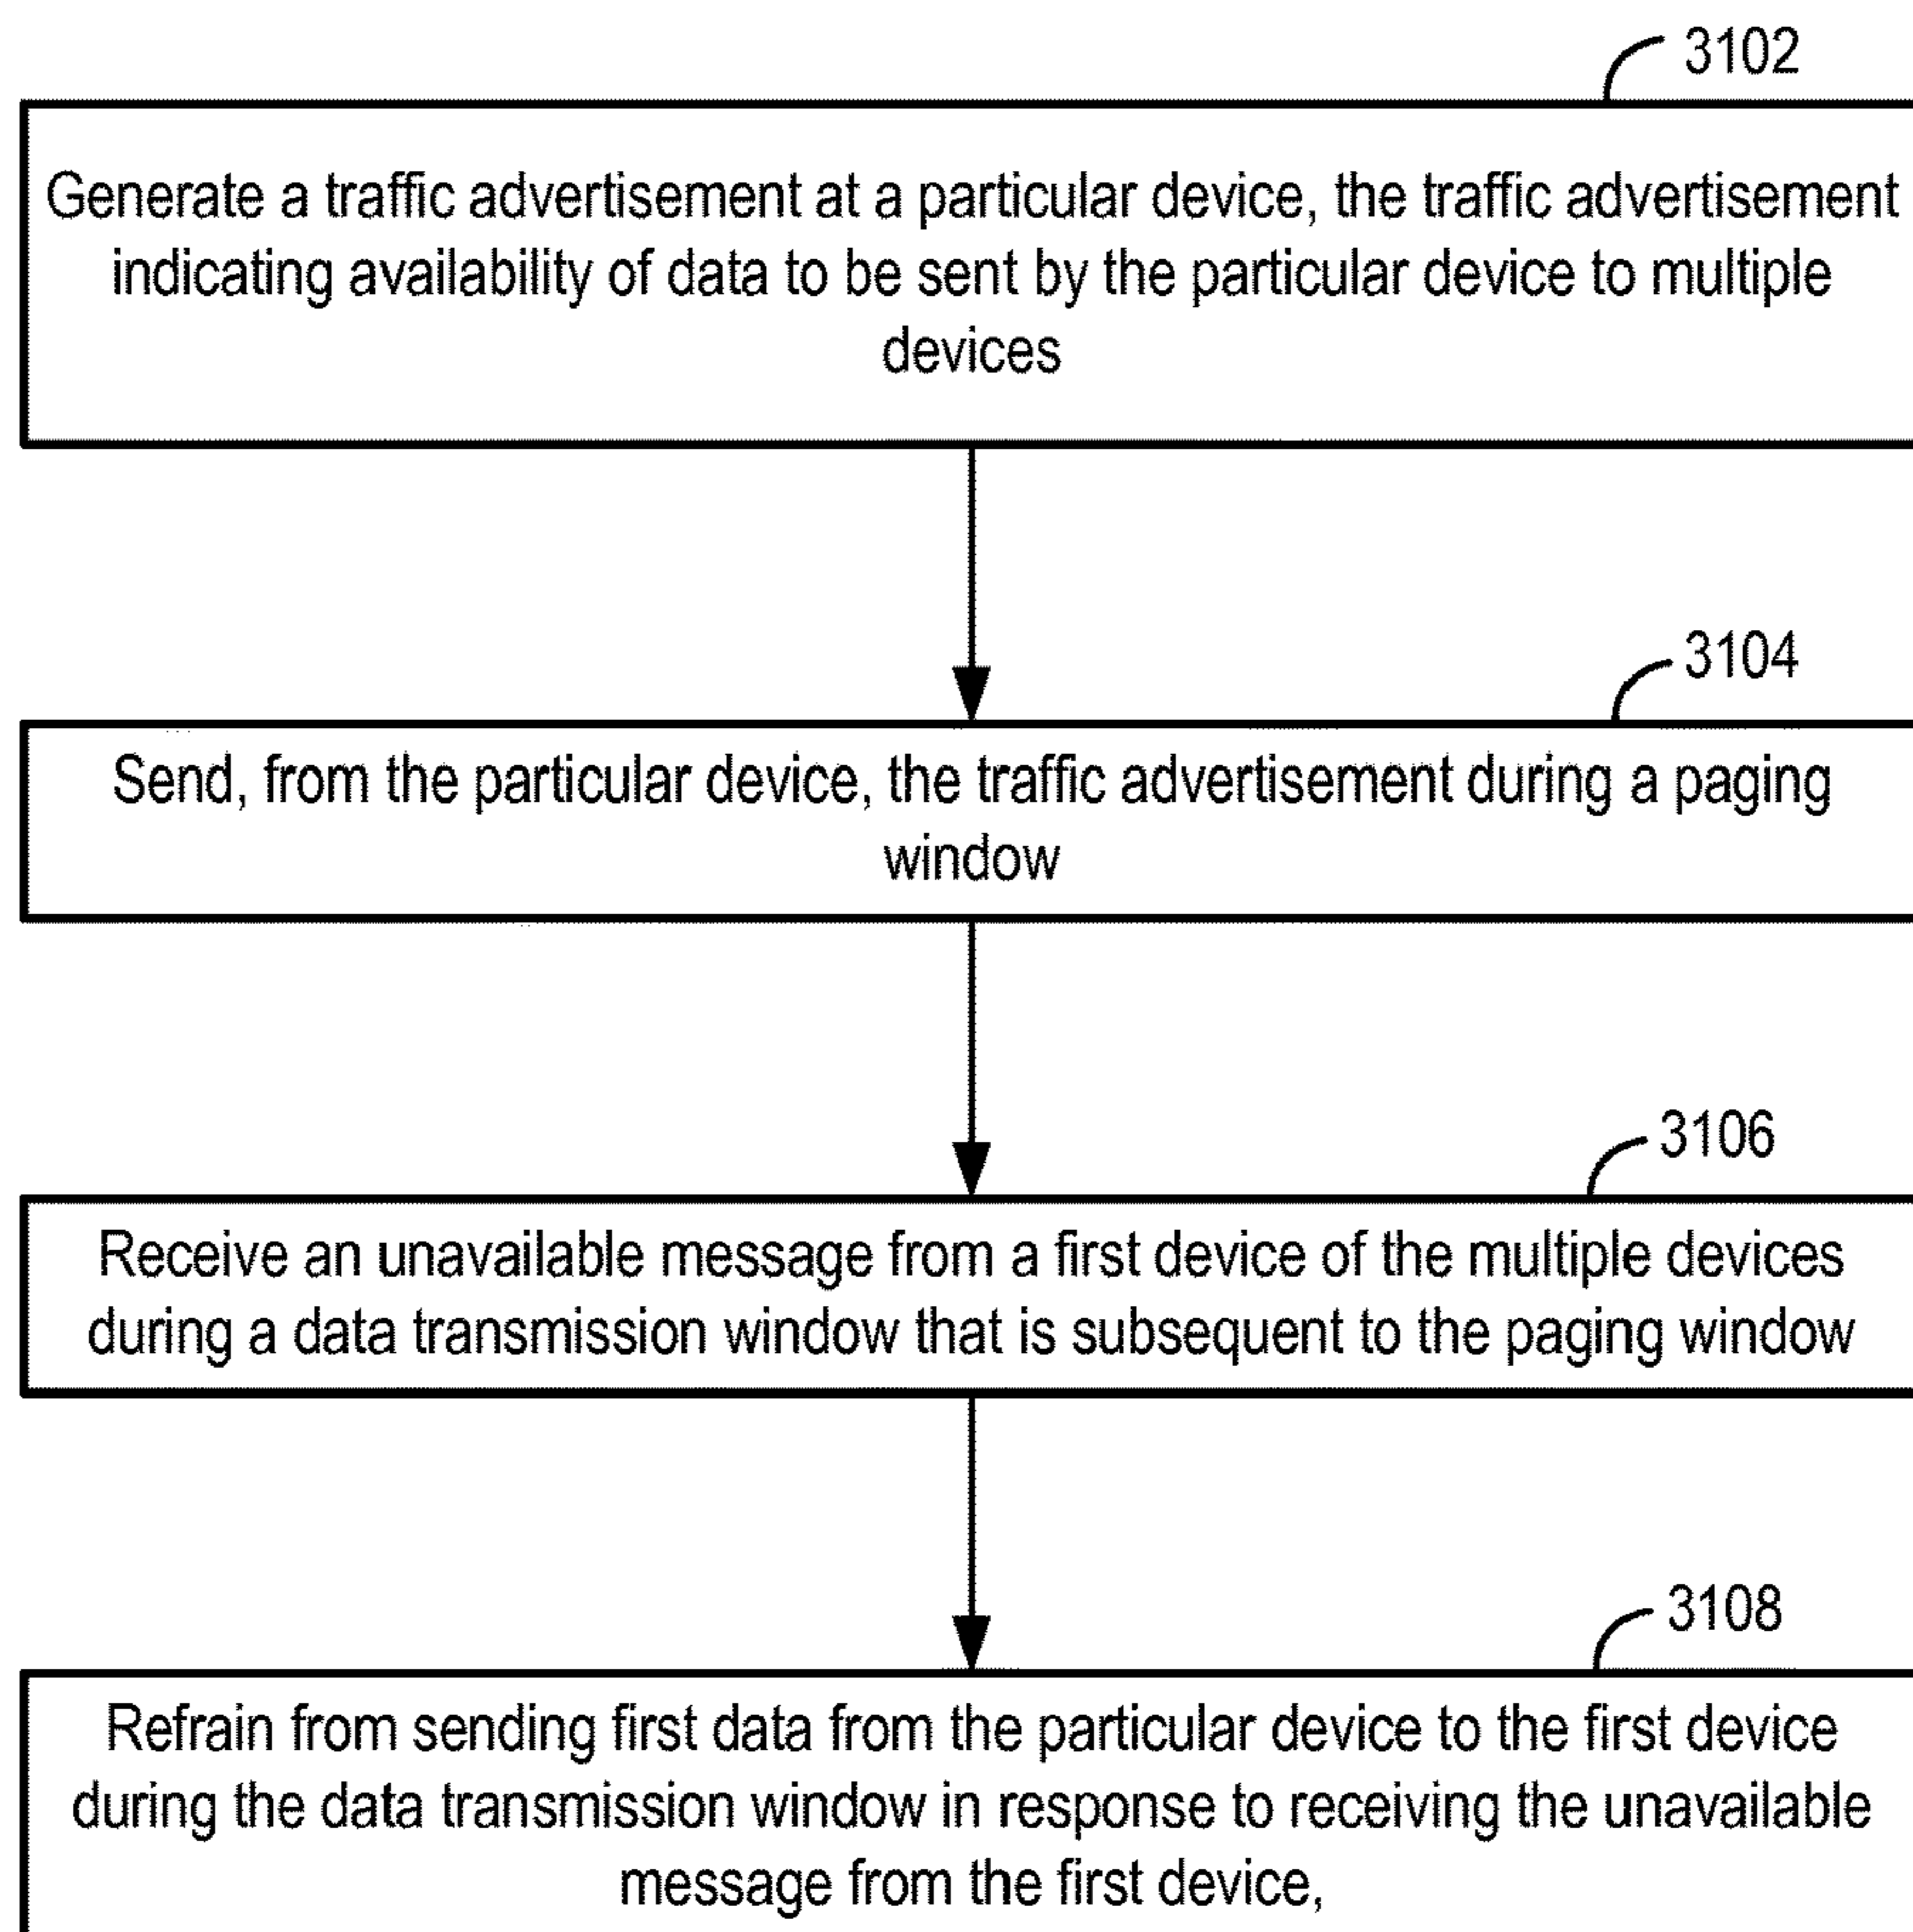 3102
Generate a traffic advertisement at a particular device, the traffic advertisement
indicating availability of data to be sent by the particular device to multiple
devices
3104
Send, from the particular device, the traffic advertisement during a paging
window
3106
Receive an unavailable message from a first device of the multiple devices
during a data transmission window that is subsequent to the paging window
3108
Refrain from sending first data from the particular device to the first device
during the data transmission window in response to receiving the unavailable
message from the first device,